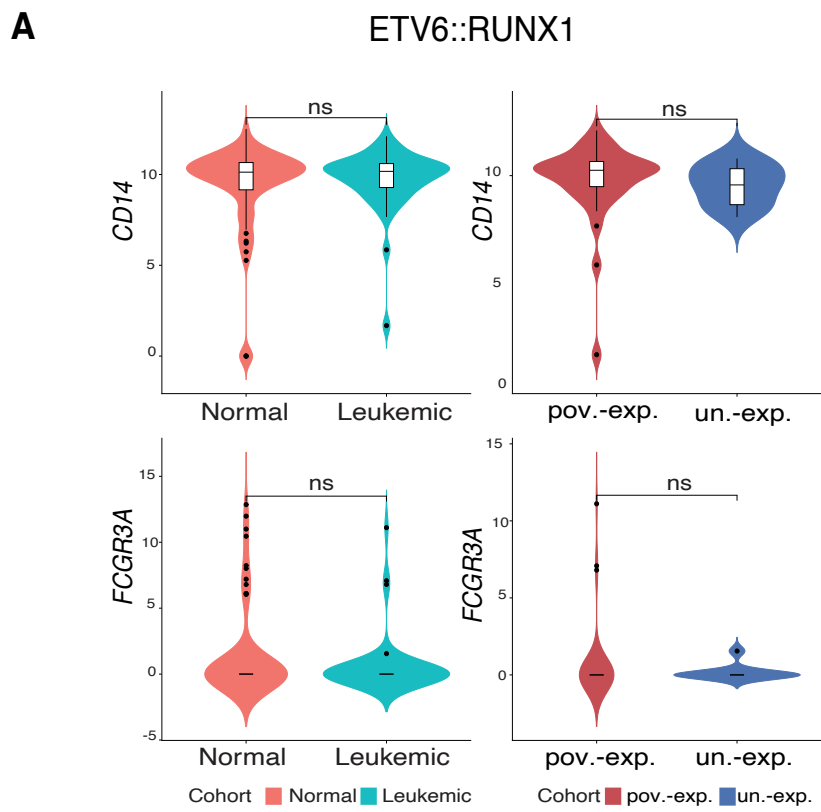 A
ETV6::RUNX1
CD14
10
5
0
ns
Normal Leukemic
CD14
10
5
0
ns
pov.-exp. un.-exp.
FCGR3A
15
10
5
0
-5
ns
Normal Leukemic
FCGR3A
15
10
5
0
ns
pov.-exp. un.-exp.
Cohort Normal Leukemic
Cohort pov.-exp. un.-exp.